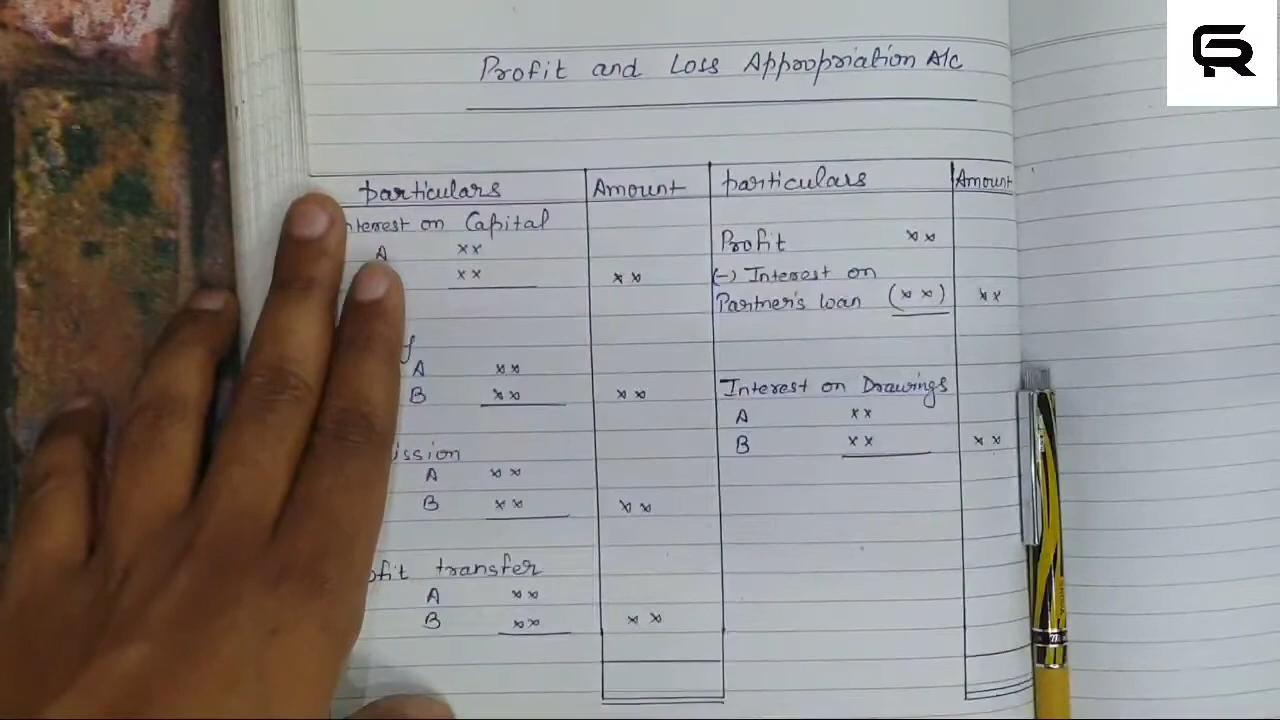 Profit and Loss Appropriation A/c
particulars Amount particulars Amount
nterest on Capital
A xx
xx xx
Profit xx
(-) Interest on
Partner's loan (xx) xx
A xx
B xx xx
Interest on Drawings
A xx
B xx xx
ission
A xx
B xx xx
ofit transfer
A xx
B xx xx
GR